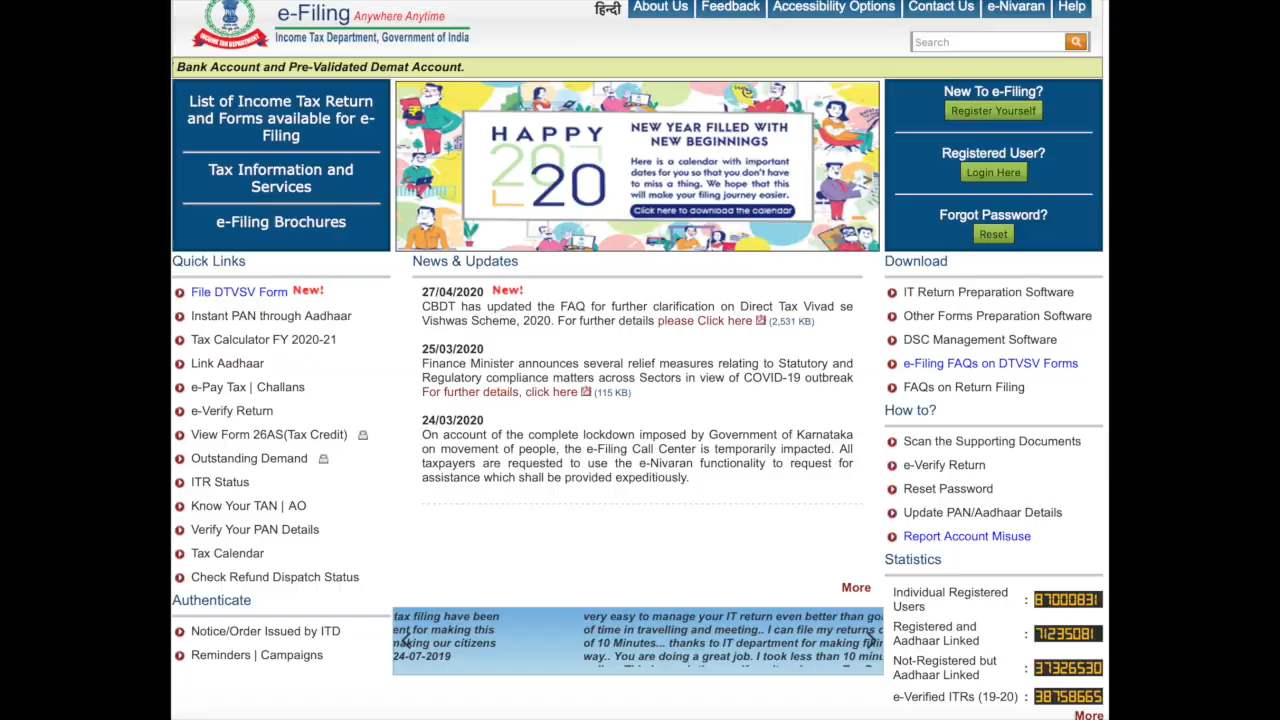 e-Filing Anywhere Anytime
Income Tax Department, Government of India
INCOME TAX DEPARTMENT
हिन्दी
About Us
Feedback
Accessibility Options
Contact Us
e-Nivaran
Help
Search
Bank Account and Pre-Validated Demat Account.
List of Income Tax Return
and Forms available for e-
Filing
Tax Information and
Services
e-Filing Brochures
HAPPY
2020
NEW YEAR FILLED WITH
NEW BEGINNINGS
Here is a calendar with important
dates for you so that you don't have
to miss a thing. We hope that this
will make your filing journey easier.
Click here to download the calendar
New To e-Filing?
Register Yourself
Registered User?
Login Here
Forgot Password?
Reset
Quick Links
File DTVSV Form New!
Instant PAN through Aadhaar
Tax Calculator FY 2020-21
Link Aadhaar
e-Pay Tax | Challans
e-Verify Return
View Form 26AS(Tax Credit)
Outstanding Demand
ITR Status
Know Your TAN | AO
Verify Your PAN Details
Tax Calendar
Check Refund Dispatch Status
Authenticate
Notice/Order Issued by ITD
Reminders | Campaigns
News & Updates
27/04/2020 New!
CBDT has updated the FAQ for further clarification on Direct Tax Vivad se
Vishwas Scheme, 2020. For further details please Click here (2,531 KB)
25/03/2020
Finance Minister announces several relief measures relating to Statutory and
Regulatory compliance matters across Sectors in view of COVID-19 outbreak
For further details, click here (115 KB)
24/03/2020
On account of the complete lockdown imposed by Government of Karnataka
on movement of people, the e-Filing Call Center is temporarily impacted. All
taxpayers are requested to use the e-Nivaran functionality to request for
assistance which shall be provided expeditiously.
More
tax filing have been
ent for making this
making our citizens
24-07-2019
very easy to manage your IT return even better than go
of time in travelling and meeting.. I can file my returns
of 10 Minutes... thanks to IT department for making filin
way.. You are doing a great job. I took less than 10 minu
Download
IT Return Preparation Software
Other Forms Preparation Software
DSC Management Software
e-Filing FAQs on DTVSV Forms
FAQs on Return Filing
How to?
Scan the Supporting Documents
e-Verify Return
Reset Password
Update PAN/Aadhaar Details
Report Account Misuse
Statistics
Individual Registered
Users : 87000831
Registered and
Aadhaar Linked : 71235081
Not-Registered but
Aadhaar Linked : 37326530
e-Verified ITRs (19-20) : 38758665
More